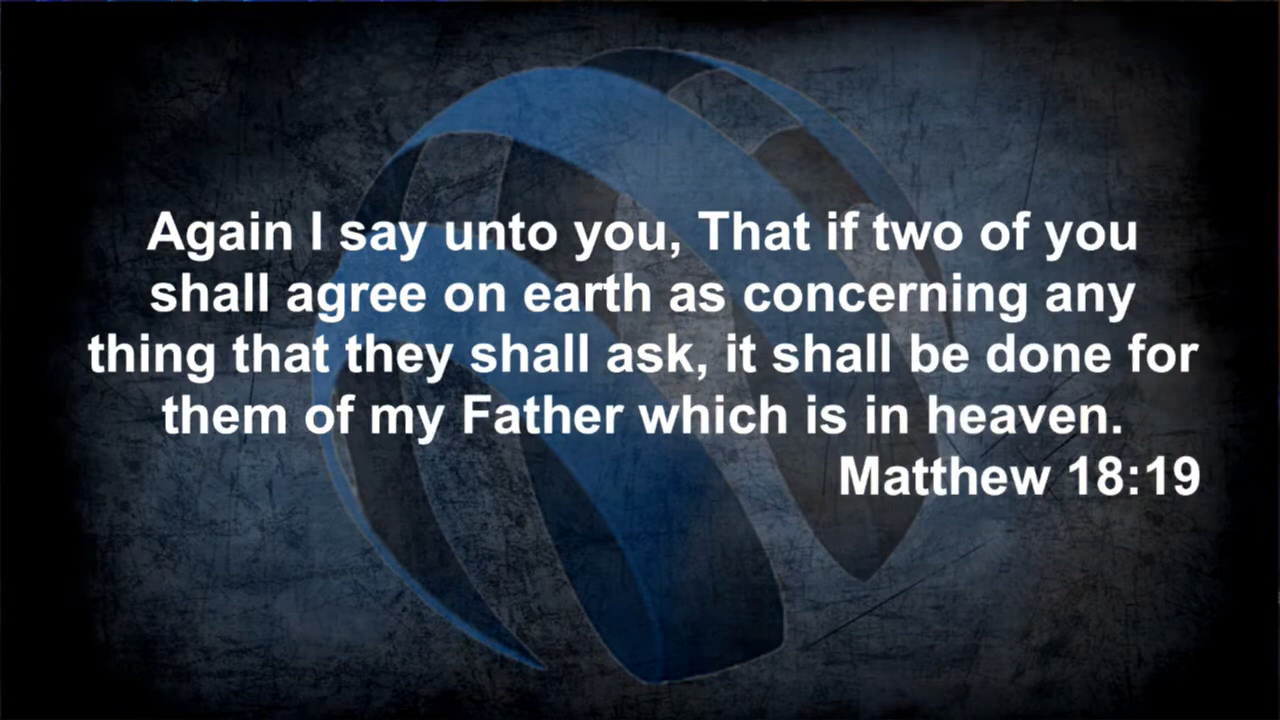 Again I say unto you, That if two of you
shall agree on earth as concerning any
thing that they shall ask, it shall be done for
them of my Father which is in heaven.
Matthew 18:19